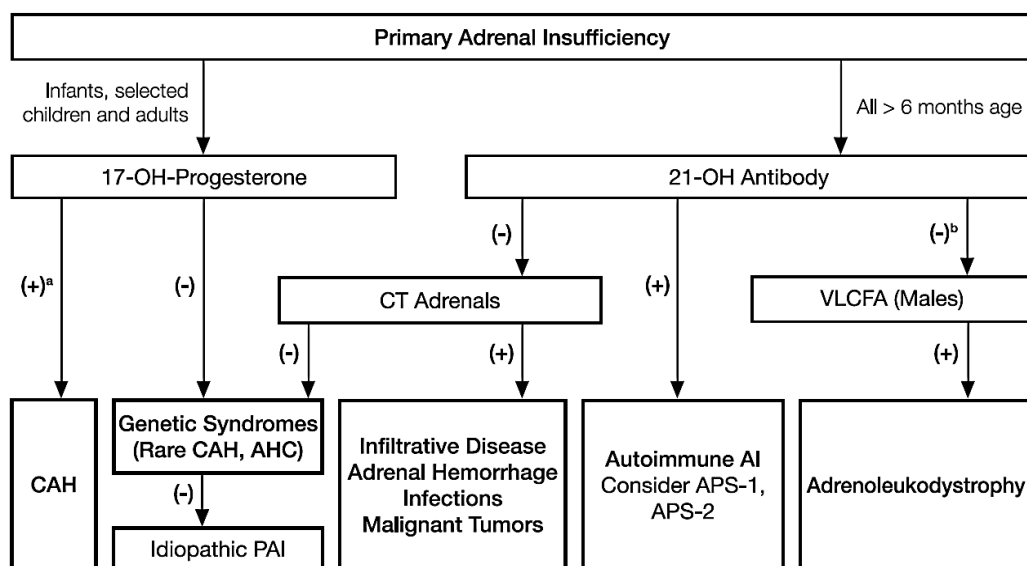 Primary Adrenal Insufficiency
Infants, selected
children and adults
All > 6 months age
17-OH-Progesterone
21-OH Antibody
(-)
(-)ᵇ
(+)ᵃ
(-)
CT Adrenals
(+)
VLCFA (Males)
(-)
(+)
(+)
CAH
Genetic Syndromes
(Rare CAH, AHC)
(-)
Idiopathic PAI
Infiltrative Disease
Adrenal Hemorrhage
Infections
Malignant Tumors
Autoimmune AI
Consider APS-1,
APS-2
Adrenoleukodystrophy